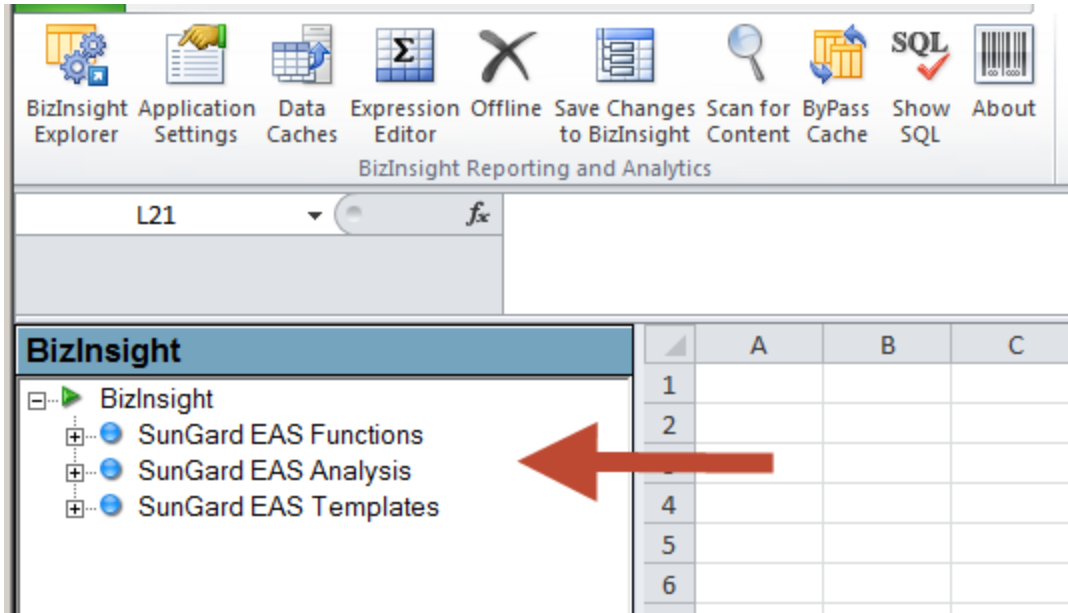 SQL
BizInsight Application Data Expression Offline Save Changes Scan for ByPass Show About
Explorer Settings Caches Editor to BizInsight Content Cache SQL
BizInsight Reporting and Analytics
L21 fx
BizInsight A B C
BizInsight 1
SunGard EAS Functions 2
SunGard EAS Analysis
SunGard EAS Templates 4
5
6